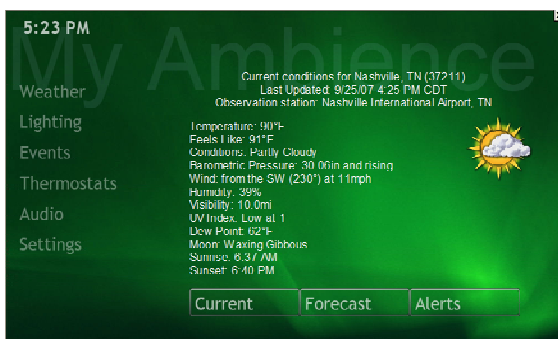 5:23 PM
My Ambience
Weather
Lighting
Events
Thermostats
Audio
Settings
Current conditions for Nashville, TN (37211)
Last Updated: 9/25/07 4:25 PM CDT
Observation station: Nashville International Airport, TN
Temperature: 90°F
Feels Like: 91°F
Conditions: Partly Cloudy
Barometric Pressure: 30.06in and rising
Wind: from the SW (230°) at 11mph
Humidity: 39%
Visibility: 10.0mi
UV Index: Low at 1
Dew Point: 62°F
Moon: Waxing Gibbous
Sunrise: 6:37 AM
Sunset: 6:40 PM
Current
Forecast
Alerts